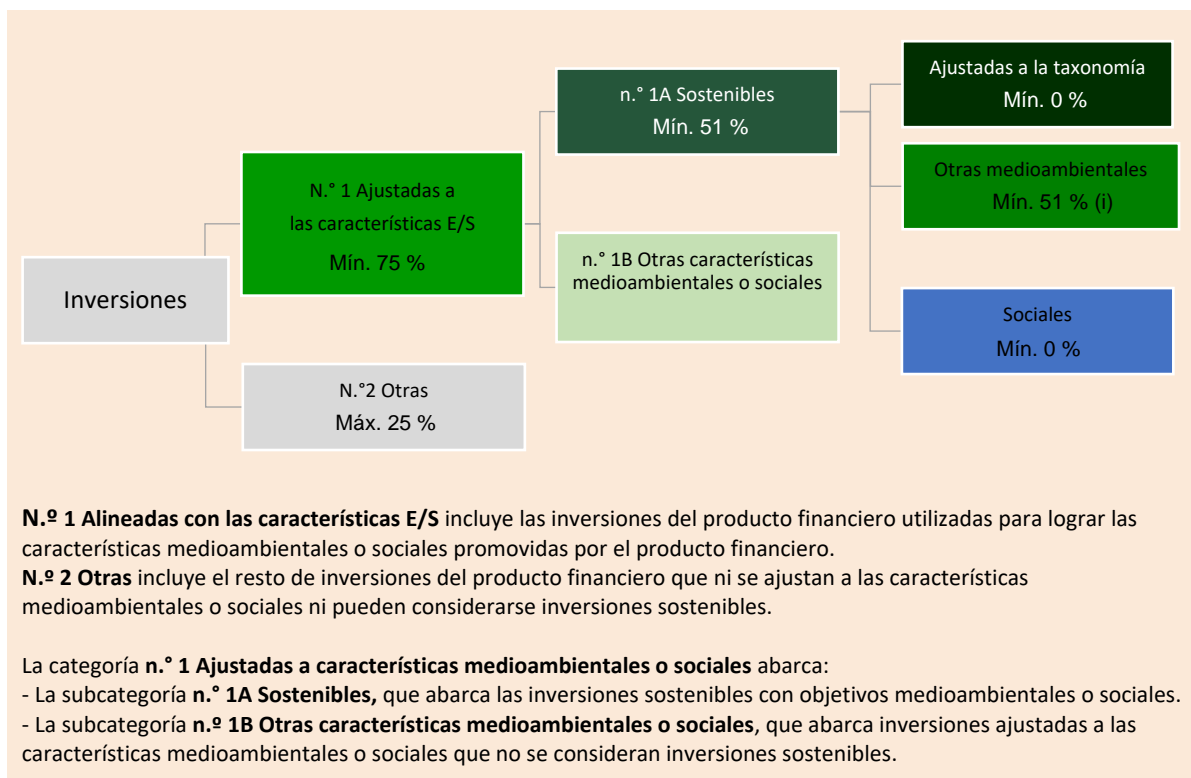 Inversiones
N.° 1 Ajustadas a
las características E/S
Mín. 75 %
N.°2 Otras
Máx. 25 %
n.° 1A Sostenibles
Mín. 51 %
n.° 1B Otras características
medioambientales o sociales
Ajustadas a la taxonomía
Mín. 0 %
Otras medioambientales
Mín. 51 % (i)
Sociales
Mín. 0 %
N.º 1 Alineadas con las características E/S incluye las inversiones del producto financiero utilizadas para lograr las
características medioambientales o sociales promovidas por el producto financiero.
N.º 2 Otras incluye el resto de inversiones del producto financiero que ni se ajustan a las características
medioambientales o sociales ni pueden considerarse inversiones sostenibles.
La categoría n.° 1 Ajustadas a características medioambientales o sociales abarca:
- La subcategoría n.° 1A Sostenibles, que abarca las inversiones sostenibles con objetivos medioambientales o sociales.
- La subcategoría n.º 1B Otras características medioambientales o sociales, que abarca inversiones ajustadas a las
características medioambientales o sociales que no se consideran inversiones sostenibles.